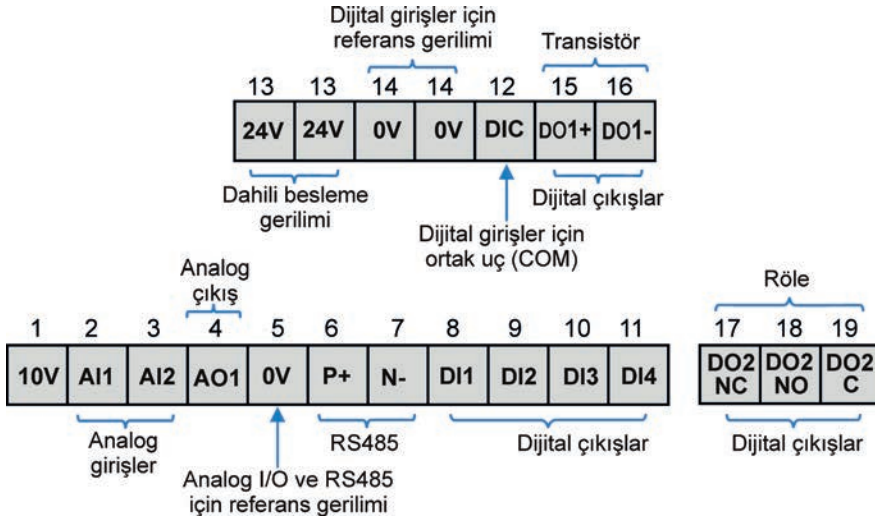 Dijital girişler için
referans gerilimi
Transistör
13 13 14 14 12 15 16
24V 24V 0V 0V DIC DO1+ DO1-
Dahili besleme
gerilimi
Dijital çıkışlar
Dijital girişler için
ortak uç (COM)
Analog
çıkış
Röle
1 2 3 4 5 6 7 8 9 10 11 17 18 19
10V AI1 AI2 AO1 0V P+ N- DI1 DI2 DI3 DI4 DO2 DO2 DO2
NC NO C
Analog
girişler
RS485
Dijital çıkışlar
Dijital çıkışlar
Analog I/O ve RS485
için referans gerilimi